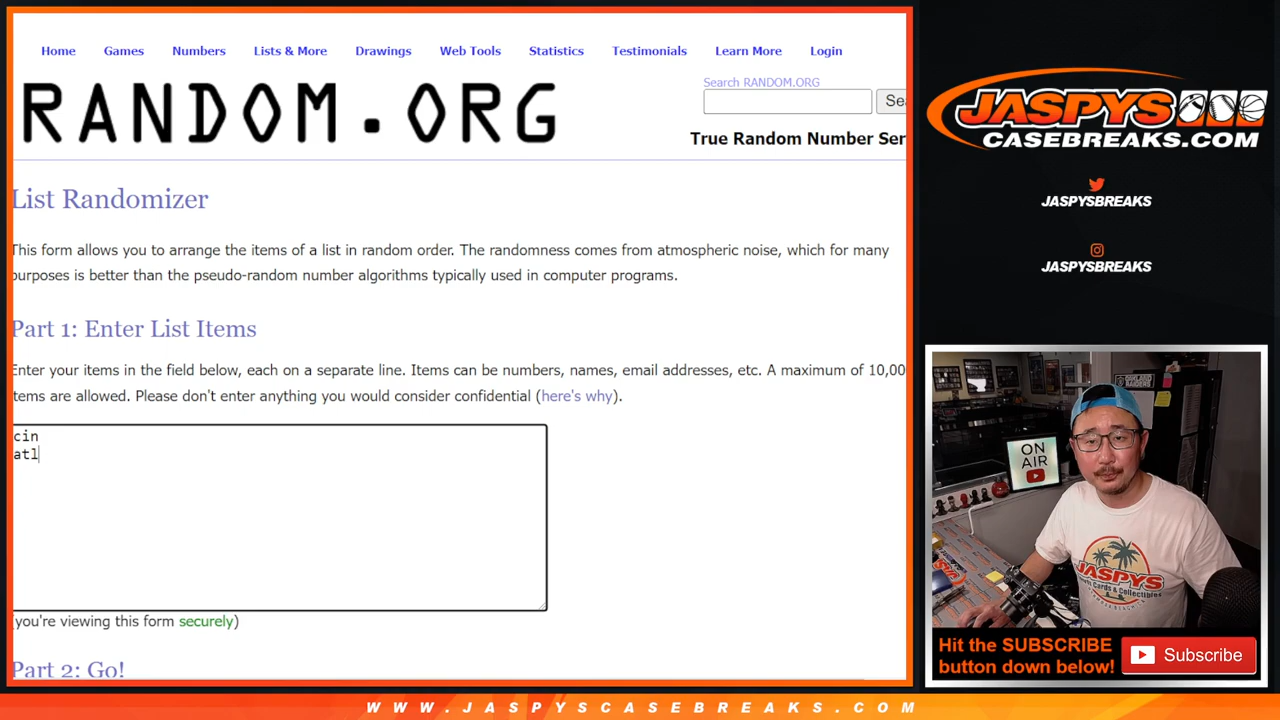 Home Games Numbers Lists & More Drawings Web Tools Statistics Testimonials Learn More Login
Search RANDOM.ORG
RANDOM.ORG
True Random Number Ser
List Randomizer
This form allows you to arrange the items of a list in random order. The randomness comes from atmospheric noise, which for many
purposes is better than the pseudo-random number algorithms typically used in computer programs.
Part 1: Enter List Items
Enter your items in the field below, each on a separate line. Items can be numbers, names, email addresses, etc. A maximum of 10,00
items are allowed. Please don't enter anything you would consider confidential (here's why).
cin
atl
you're viewing this form securely)
Part 2: Go!
JASPYS
CASEBREAKS.COM
JASPYSBREAKS
JASPYSBREAKS
ON
AIR
JASPYS
Hit the SUBSCRIBE
button down below!
Subscribe
WWW.JASPYSCASEBREAKS.COM